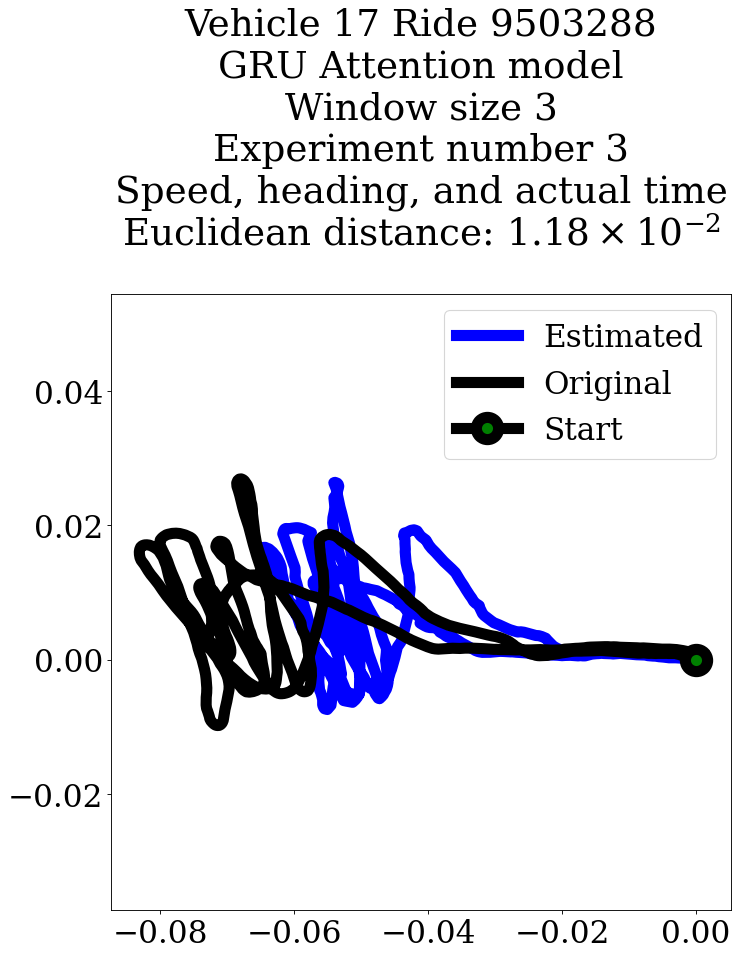 Vehicle 17 Ride 9503288
GRU Attention model
Window size 3
Experiment number 3
Speed, heading, and actual time
Euclidean distance: 1.18 × 10⁻²
Estimated
Original
Start
0.04
0.02
0.00
−0.02
−0.08 −0.06 −0.04 −0.02 0.00